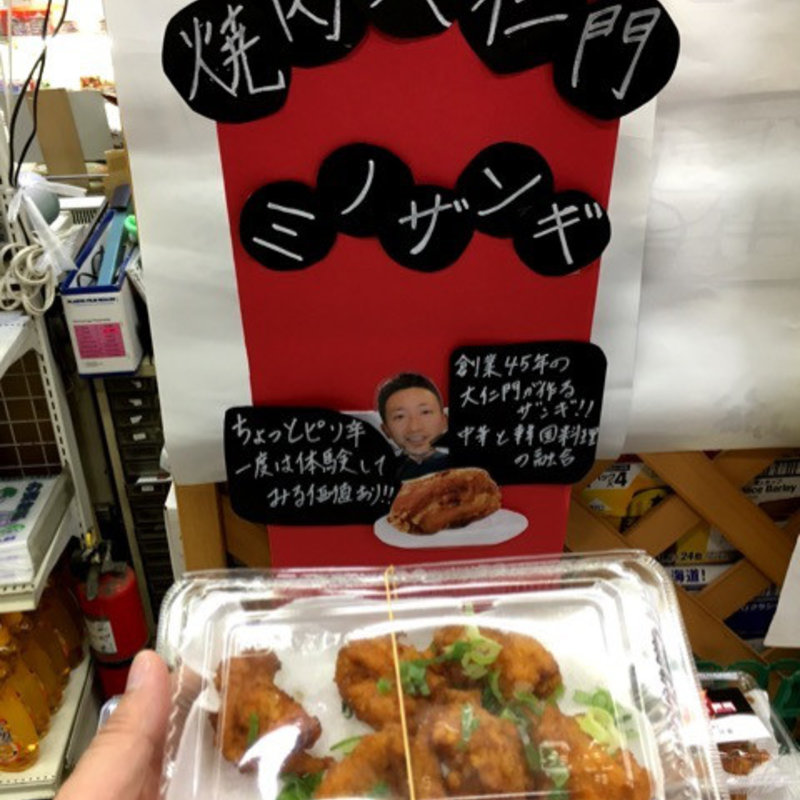 焼肉大仁門
ミノザンギ
創業45年の
大仁門が作る
ザンギ!!
中華と韓国料理
の融合
ちょっとピリ辛
一度は体験して
みる価値あり!!